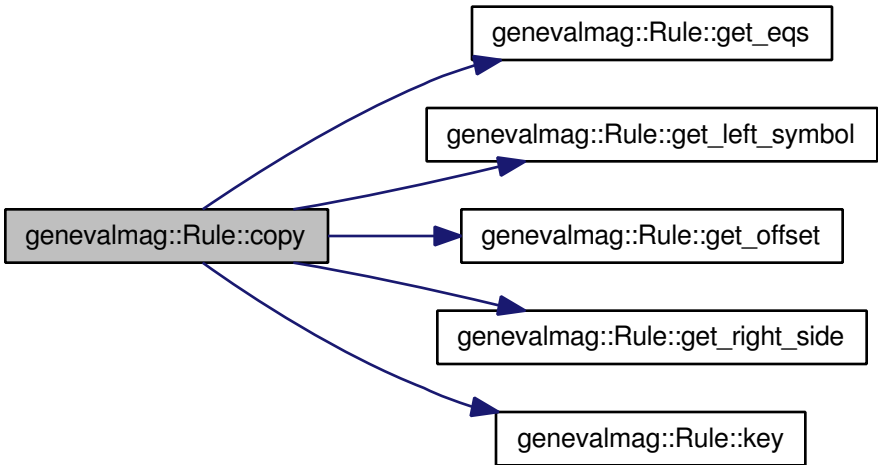 genevalmag::Rule::get_eqs
genevalmag::Rule::get_left_symbol
genevalmag::Rule::copy
genevalmag::Rule::get_offset
genevalmag::Rule::get_right_side
genevalmag::Rule::key